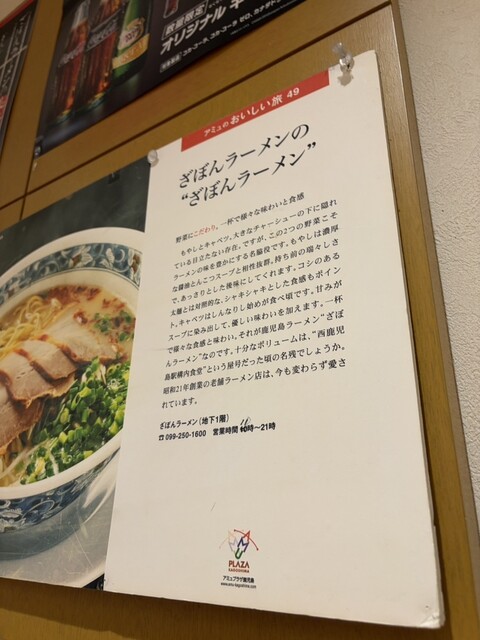 数量限定
オリジナル
アミュのおいしい旅 49
ざぼんラーメンの
“ざぼんラーメン”
野菜にこだわり。一杯で様々な味わいと食感
もやしとキャベツ。大きなチャーシューの下に隠れ
ている目立たない存在。ですが、この2つの野菜こそ
ラーメンの味を豊かにする名脇役です。もやしは濃厚
な醤油とんこつスープと相性抜群。持ち前の瑞々しさ
で、あっさりとした後味にしてくれます。コシのある
太麺とは対照的な、シャキシャキとした食感もポイン
ト。キャベツはしんなりし始めが食べ頃です。甘みが
スープに染み出して、優しい味わいを加えます。一杯
で様々な食感と味わい。それが鹿児島ラーメン“ざぼ
んラーメン”なのです。十分なボリュームは、“西鹿児
島駅構内食堂”という屋号だった頃の名残でしょうか。
昭和21年創業の老舗ラーメン店は、今も変わらず愛さ
れています。
ざぼんラーメン(地下1階)
☎099-250-1600 営業時間 時〜21時
PLAZA
KAGOSHIMA
アミュプラザ鹿児島
www.amu-kagoshima.com